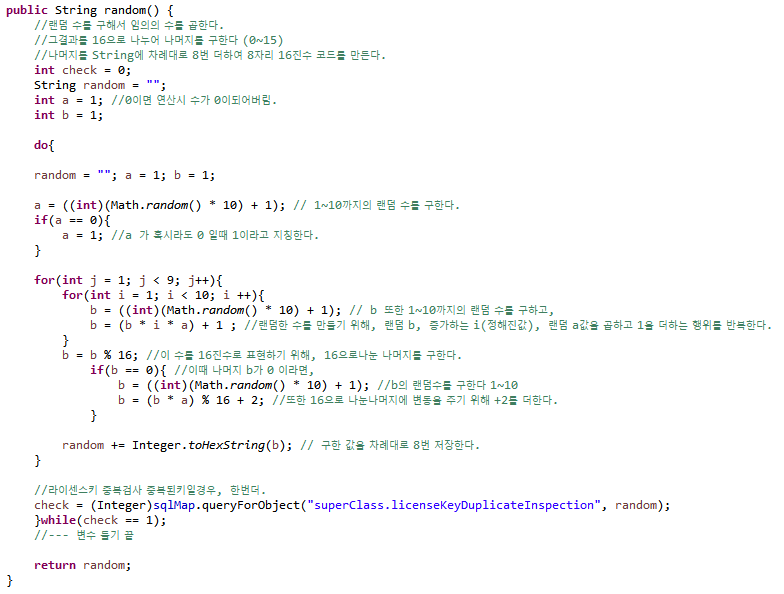 public String random() {
//랜덤 수를 구해서 임의의 수를 곱한다.
//그결과를 16으로 나누어 나머지를 구한다 (0~15)
//나머지를 String에 차례대로 8번 더하여 8자리 16진수 코드를 만든다.
int check = 0;
String random = "";
int a = 1; //0이면 연산시 수가 0이되어버림.
int b = 1;
do{
random = ""; a = 1; b = 1;
a = ((int)(Math.random() * 10) + 1); // 1~10까지의 랜덤 수를 구한다.
if(a == 0){
a = 1; //a 가 혹시라도 0 일때 1이라고 지칭한다.
}
for(int j = 1; j < 9; j++){
for(int i = 1; i < 10; i ++){
b = ((int)(Math.random() * 10) + 1); // b 또한 1~10까지의 랜덤 수를 구하고,
b = (b * i * a) + 1 ; //랜덤한 수를 만들기 위해, 랜덤 b, 증가하는 i(정해진값), 랜덤 a값을 곱하고 1을 더하는 행위를 반복한다.
}
b = b % 16; //이 수를 16진수로 표현하기 위해, 16으로나눈 나머지를 구한다.
if(b == 0){ //이때 나머지 b가 0 이라면,
b = ((int)(Math.random() * 10) + 1); //b의 랜덤수를 구한다 1~10
b = (b * a) % 16 + 2; //또한 16으로 나눈나머지에 변동을 주기 위해 +2를 더한다.
}
random += Integer.toHexString(b); // 구한 값을 차례대로 8번 저장한다.
}
//라이센스키 중복검사 중복된키일경우, 한번더.
check = (Integer)sqlMap.queryForObject("superClass.licenseKeyDuplicateInspection", random);
}while(check == 1);
//--- 변수 돌기 끝
return random;
}